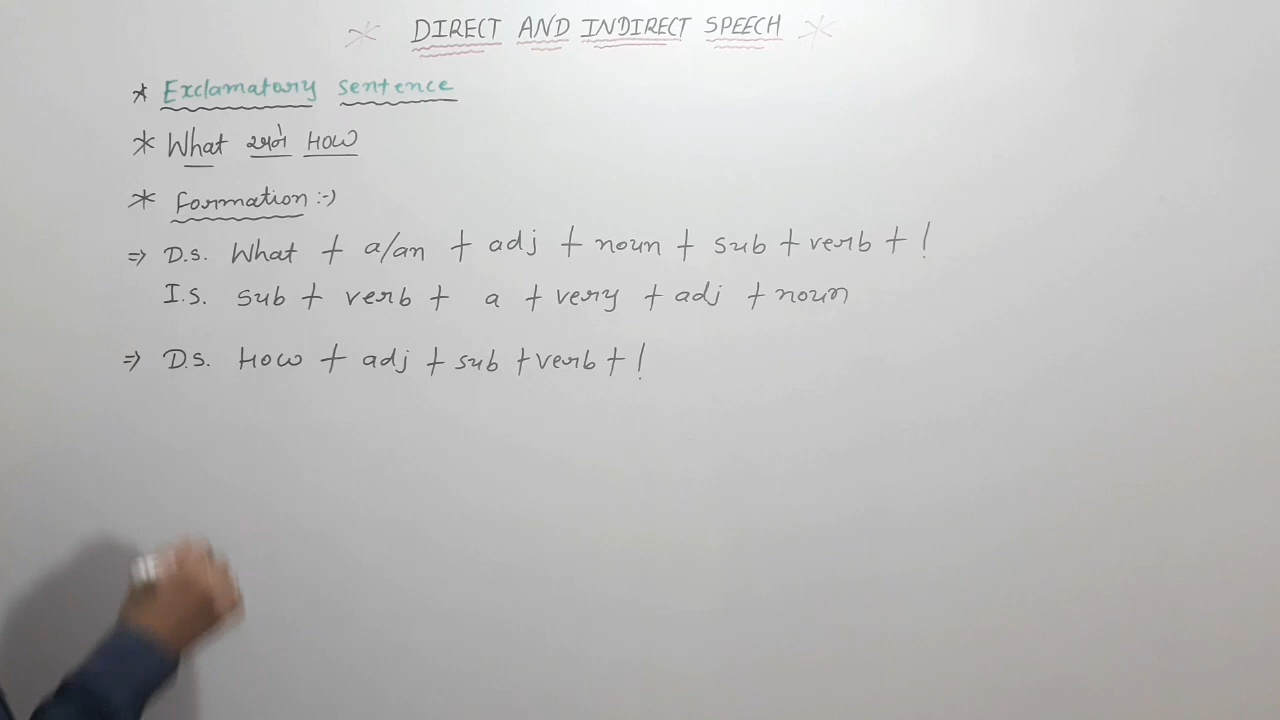 * DIRECT AND INDIRECT SPEECH *
* Exclamatory sentence
* What અને HOW
* Formation :-)
⇒ D.S. What + a/an + adj + noun + sub + verb + !
I.S. sub + verb + a + very + adj + noun
⇒ D.S. How + adj + sub + verb + !